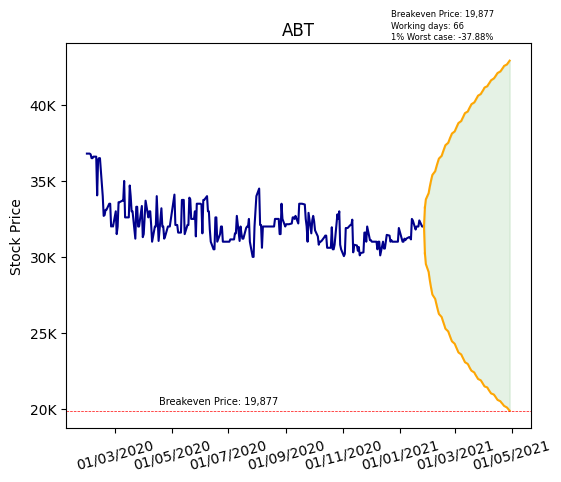 Breakeven Price: 19,877
Working days: 66
1% Worst case: -37.88%
ABT
Stock Price
40K
35K
30K
25K
20K
Breakeven Price: 19,877
01/03/2020
01/05/2020
01/07/2020
01/09/2020
01/11/2020
01/01/2021
01/03/2021
01/05/2021